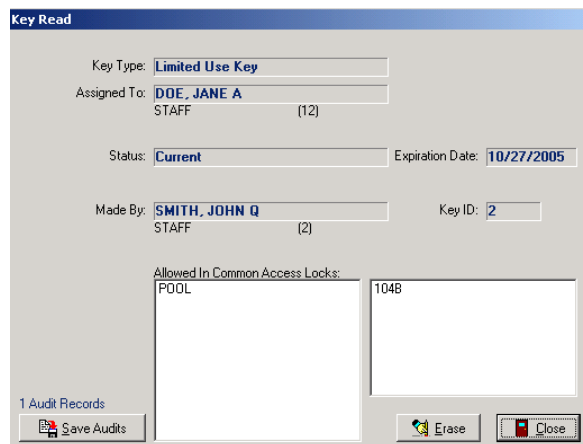 Key Read
Key Type: Limited Use Key
Assigned To: DOE, JANE A
STAFF (12)
Status: Current Expiration Date: 10/27/2005
Made By: SMITH, JOHN Q Key ID: 2
STAFF (2)
Allowed In Common Access Locks:
POOL 104B
1 Audit Records
Save Audits Erase Close